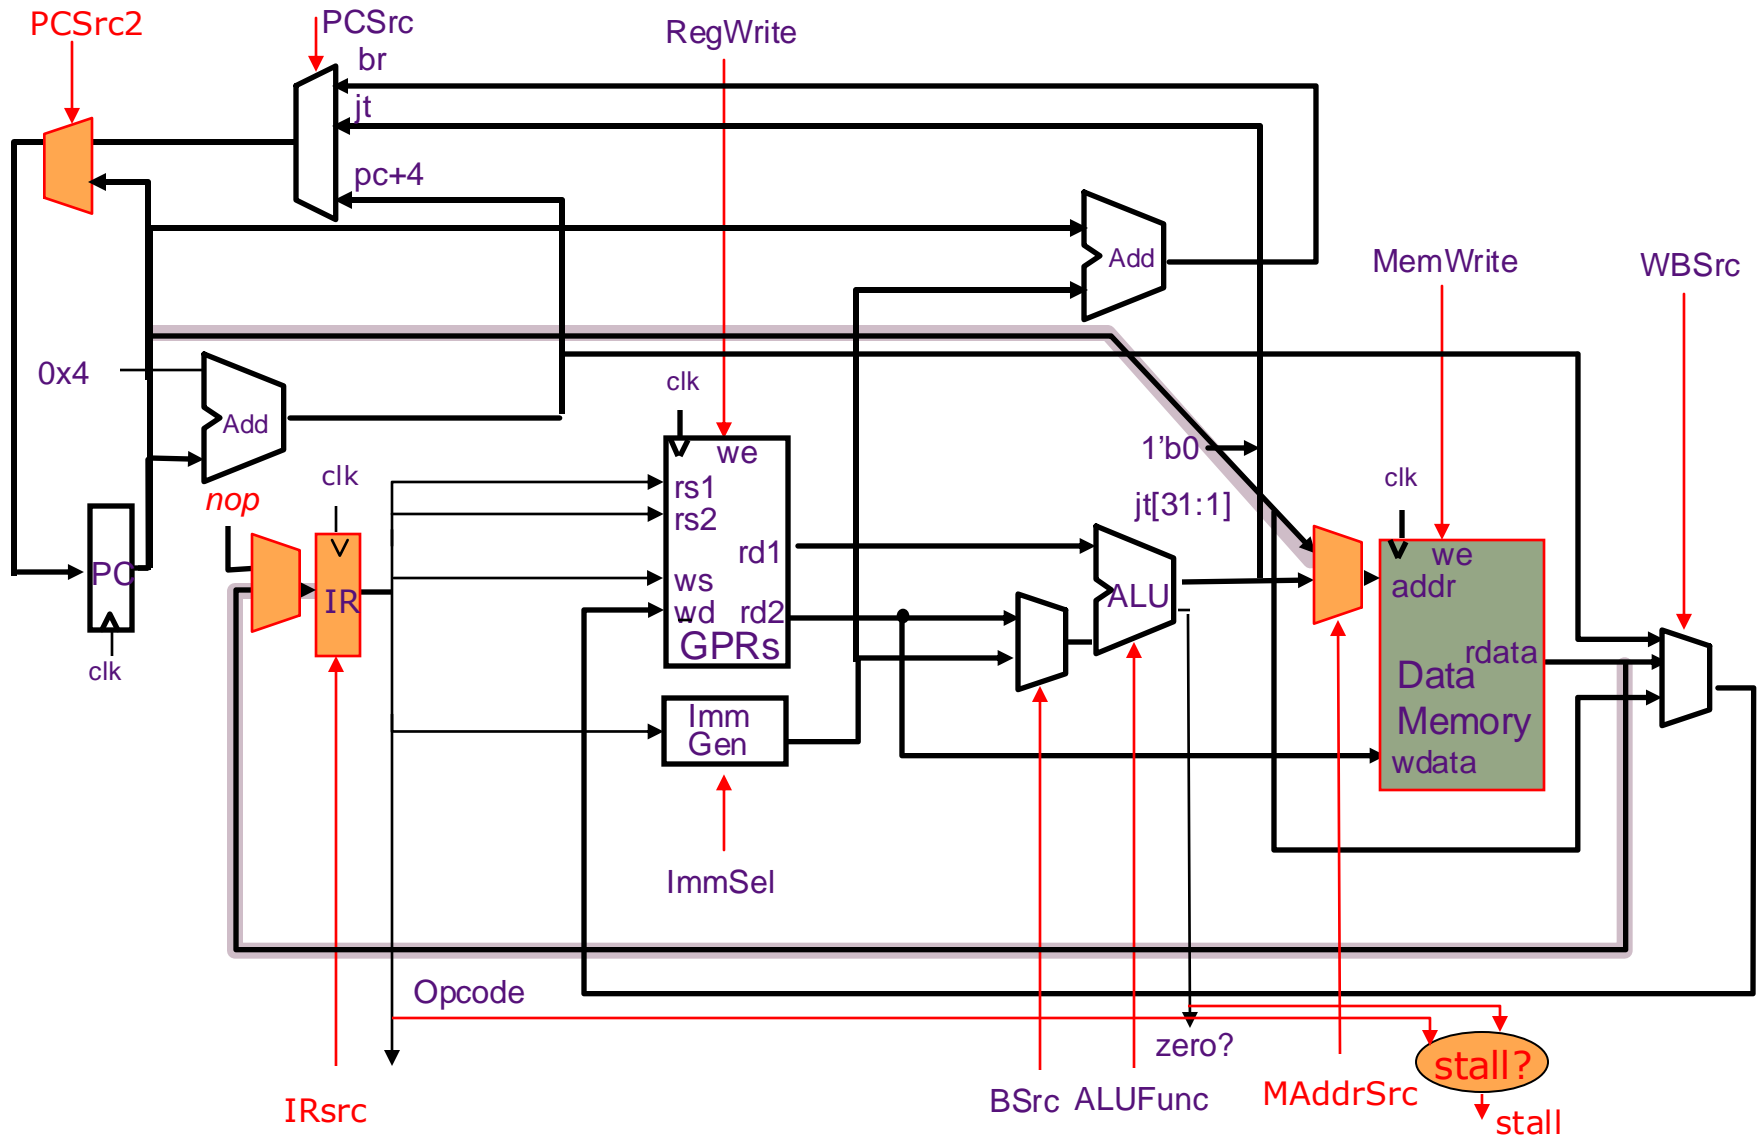 PCSrc2
PCSrc
RegWrite
br
jt
pc+4
Add
MemWrite
WBSrc
0x4
Add
clk
we
1'b0
nop
clk
rs1
rs2
jt[31:1]
clk
we
addr
rd1
PC
IR
ws
wd
rd2
ALU
GPRs
clk
rdata
Data
Memory
wdata
Imm
Gen
ImmSel
Opcode
zero?
stall?
IRsrc
BSrc
ALUFunc
MAddrSrc
stall